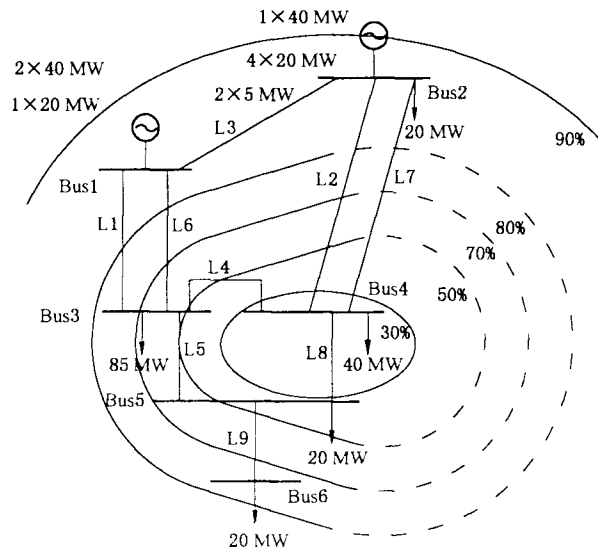 1×40 MW
4×20 MW
2×5 MW
2×40 MW
1×20 MW
Bus2
20 MW
90%
L3
Bus1
L2
L7
L1
L6
80%
70%
50%
L4
Bus3
Bus4
30%
85 MW
L5
L8
40 MW
Bus5
L9
20 MW
Bus6
20 MW